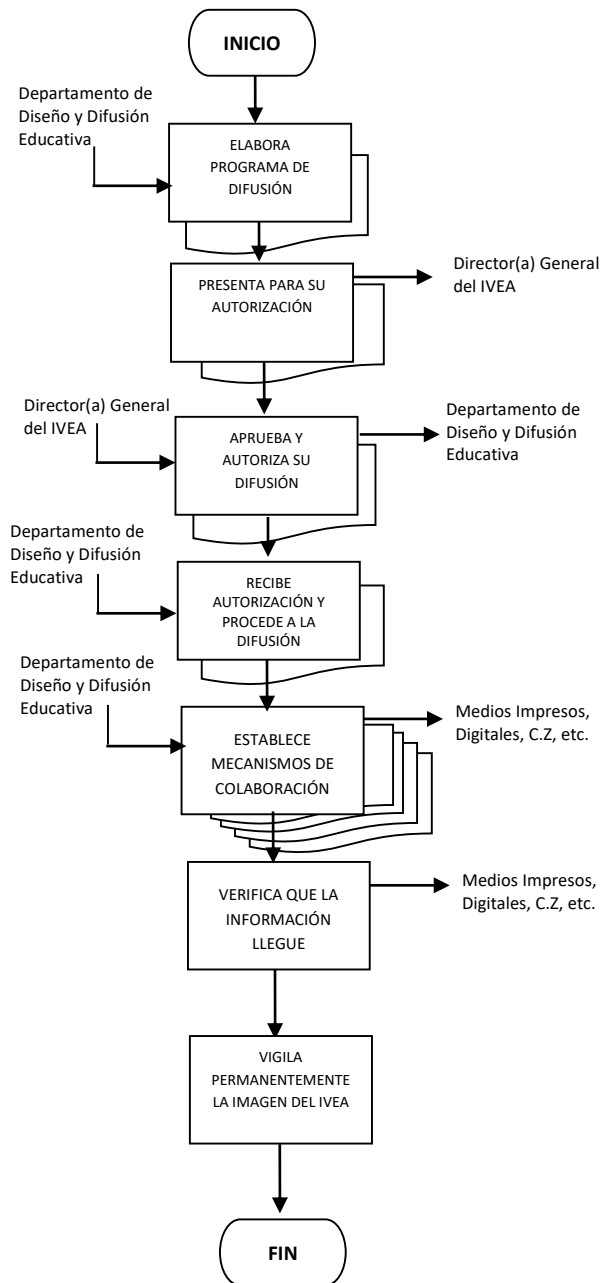 INICIO
Departamento de
Diseño y Difusión
Educativa
ELABORA
PROGRAMA DE
DIFUSIÓN
PRESENTA PARA SU
AUTORIZACIÓN
Director(a) General
del IVEA
Director(a) General
del IVEA
APRUEBA Y
AUTORIZA SU
DIFUSIÓN
Departamento de
Diseño y Difusión
Educativa
Departamento de
Diseño y Difusión
Educativa
RECIBE
AUTORIZACIÓN Y
PROCEDE A LA
DIFUSIÓN
Departamento de
Diseño y Difusión
Educativa
ESTABLECE
MECANISMOS DE
COLABORACIÓN
Medios Impresos,
Digitales, C.Z, etc.
VERIFICA QUE LA
INFORMACIÓN
LLEGUE
Medios Impresos,
Digitales, C.Z, etc.
VIGILA
PERMANENTEMENTE
LA IMAGEN DEL IVEA
FIN